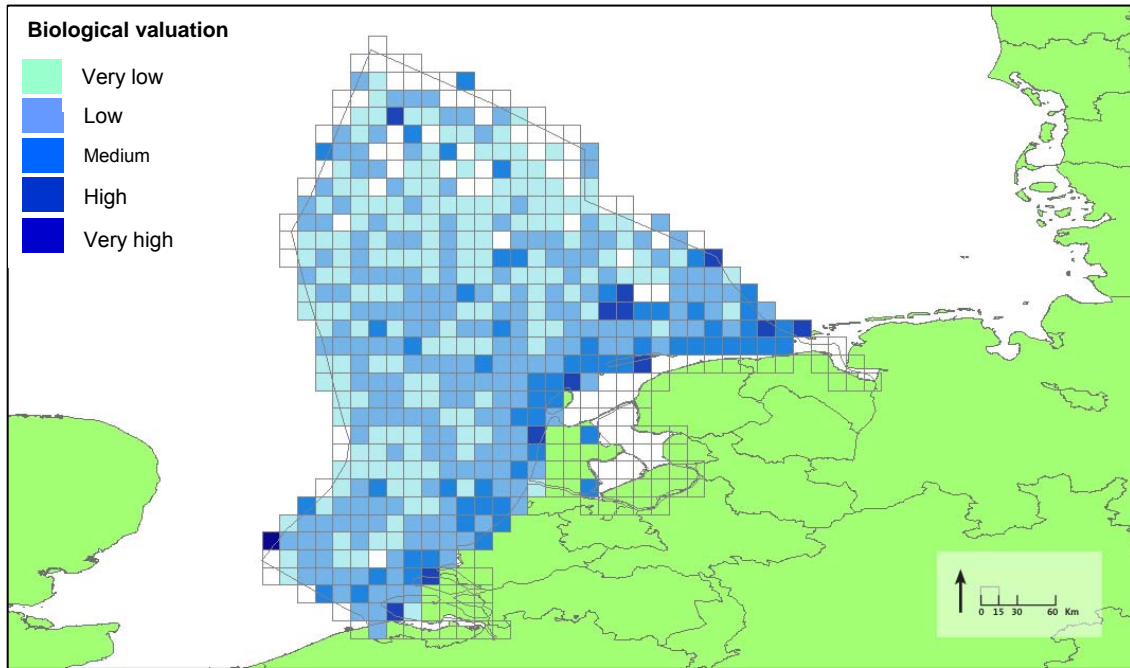 Biological valuation
Very low
Low
Medium
High
Very high
0 15 30 60 Km